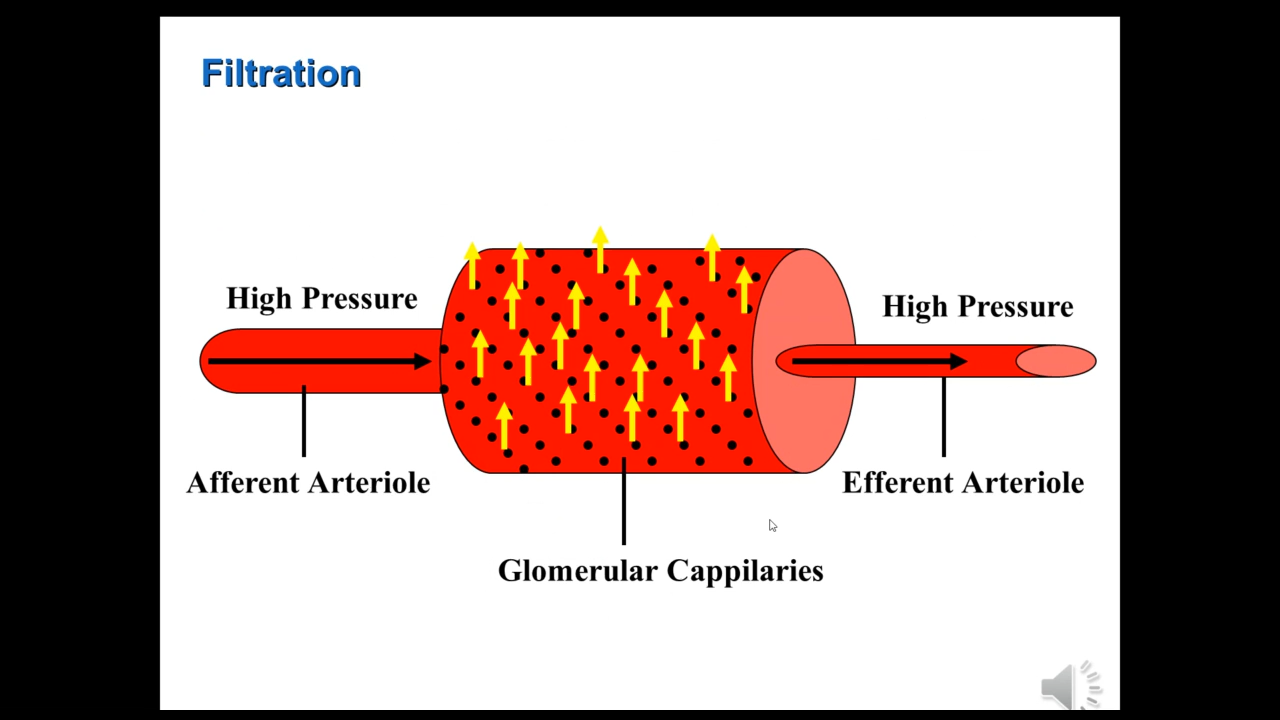 Filtration
High Pressure
High Pressure
Afferent Arteriole
Efferent Arteriole
Glomerular Cappilaries